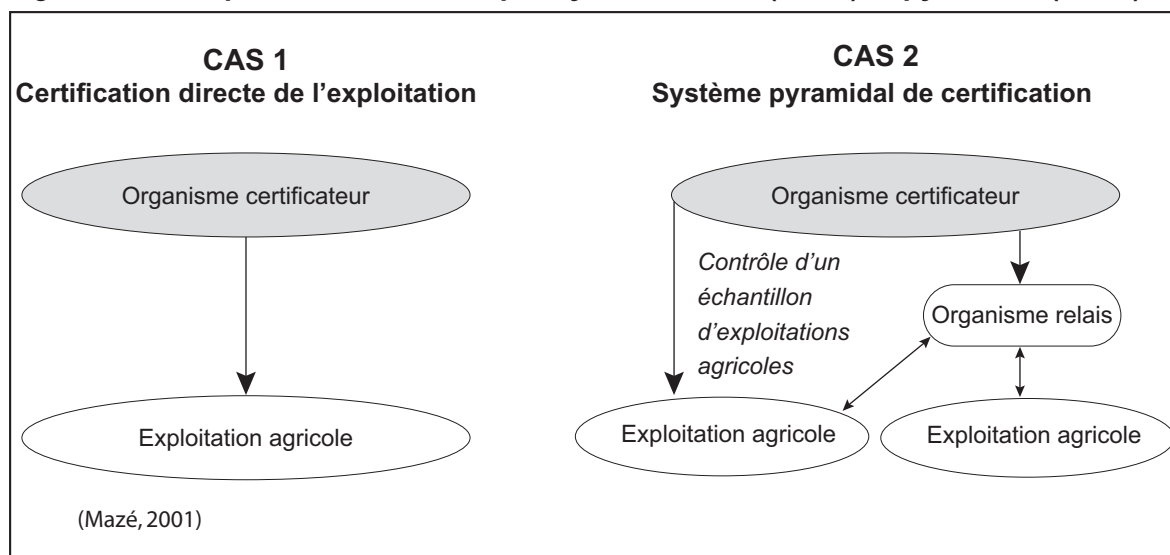 CAS 1
Certification directe de l'exploitation
Organisme certificateur
Exploitation agricole
(Mazé, 2001)
CAS 2
Système pyramidal de certification
Organisme certificateur
Contrôle d'un
échantillon
d'exploitations
agricoles
Organisme relais
Exploitation agricole
Exploitation agricole